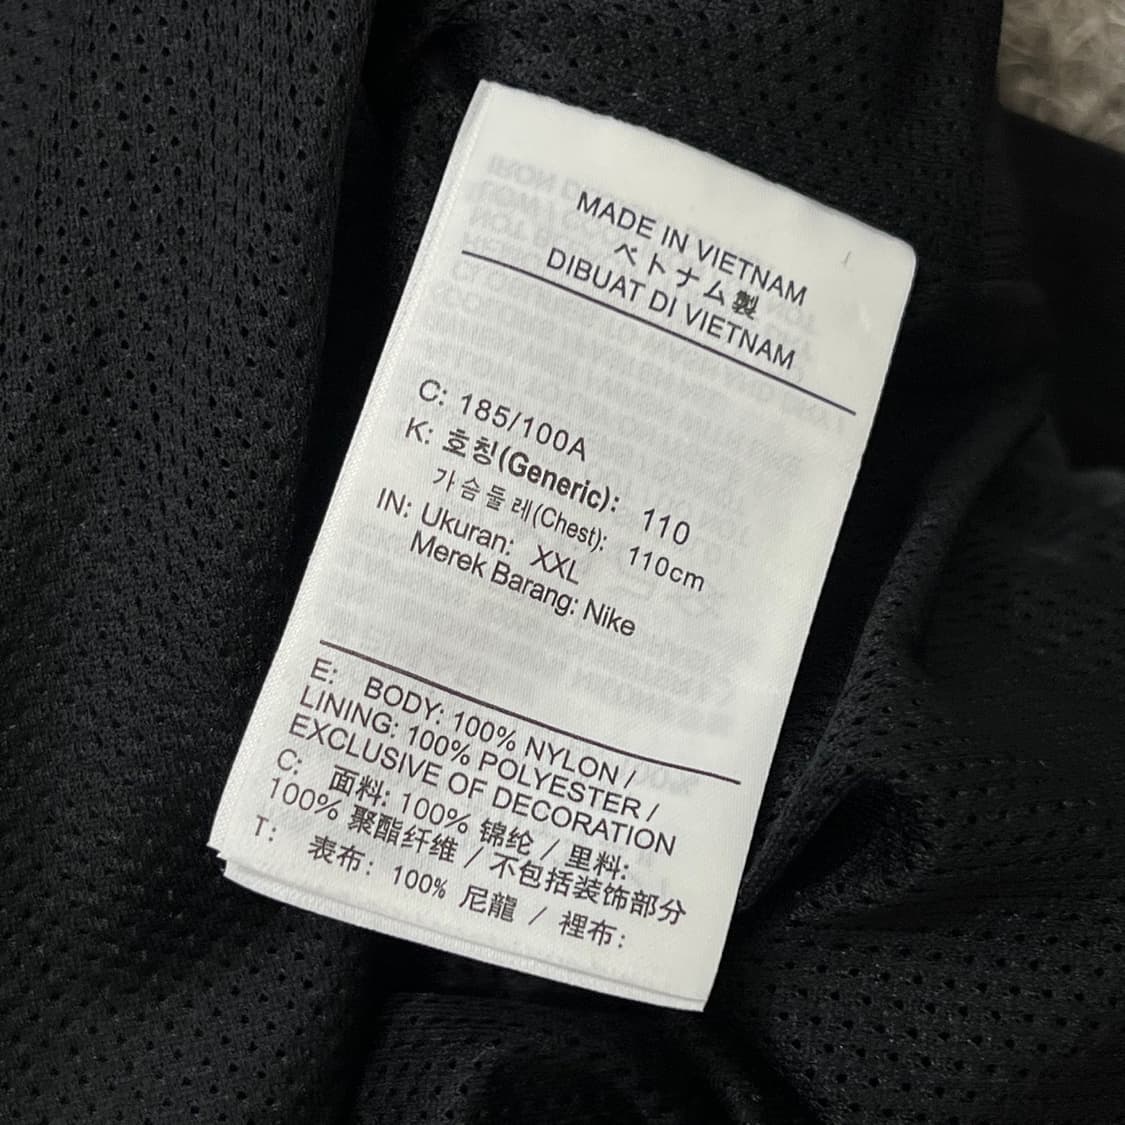 MADE IN VIETNAM
ベトナム製
DIBUAT DI VIETNAM
C: 185/100A
K: 호칭(Generic): 110
가슴둘레(Chest): 110cm
IN: Ukuran: XXL
Merek Barang: Nike
E: BODY: 100% NYLON /
LINING: 100% POLYESTER /
EXCLUSIVE OF DECORATION
C: 面料: 100% 锦纶 / 里料:
100% 聚酯纤维 / 不包括装饰部分
T: 表布: 100% 尼龍 / 裡布: